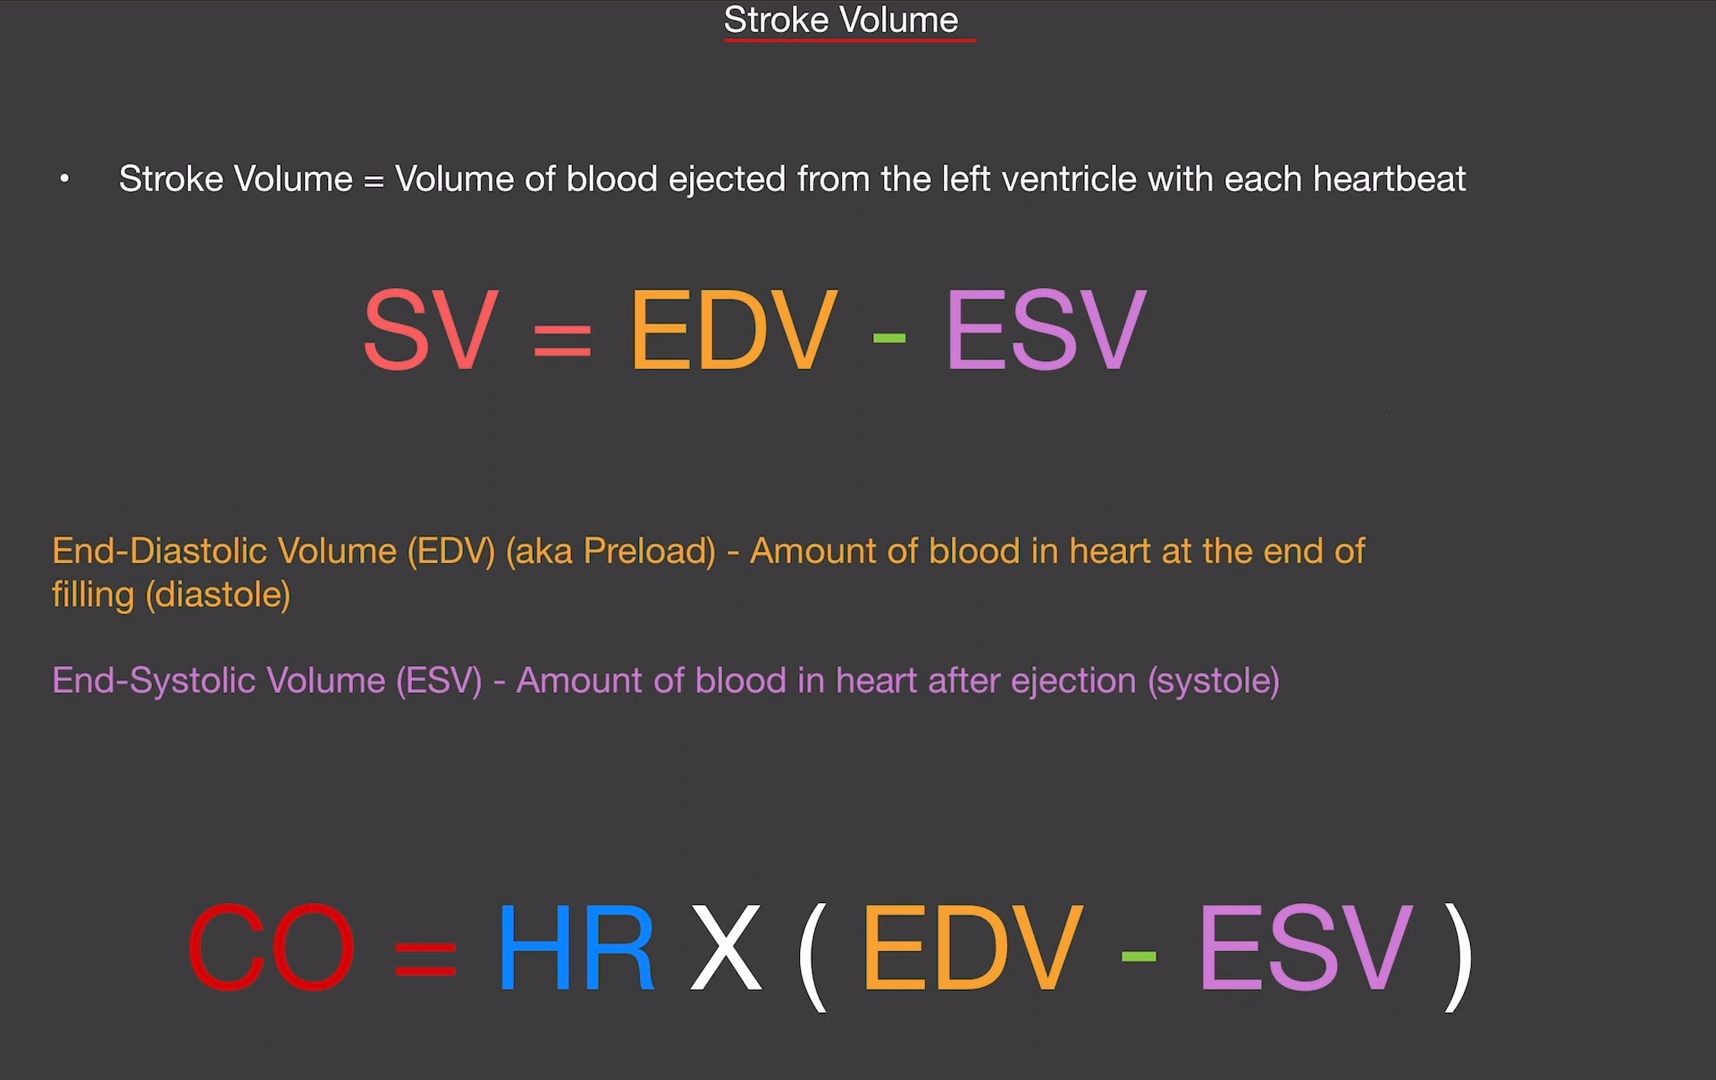 Stroke Volume
• Stroke Volume = Volume of blood ejected from the left ventricle with each heartbeat
SV = EDV - ESV
End-Diastolic Volume (EDV) (aka Preload) - Amount of blood in heart at the end of
filling (diastole)
End-Systolic Volume (ESV) - Amount of blood in heart after ejection (systole)
CO = HR X ( EDV - ESV )